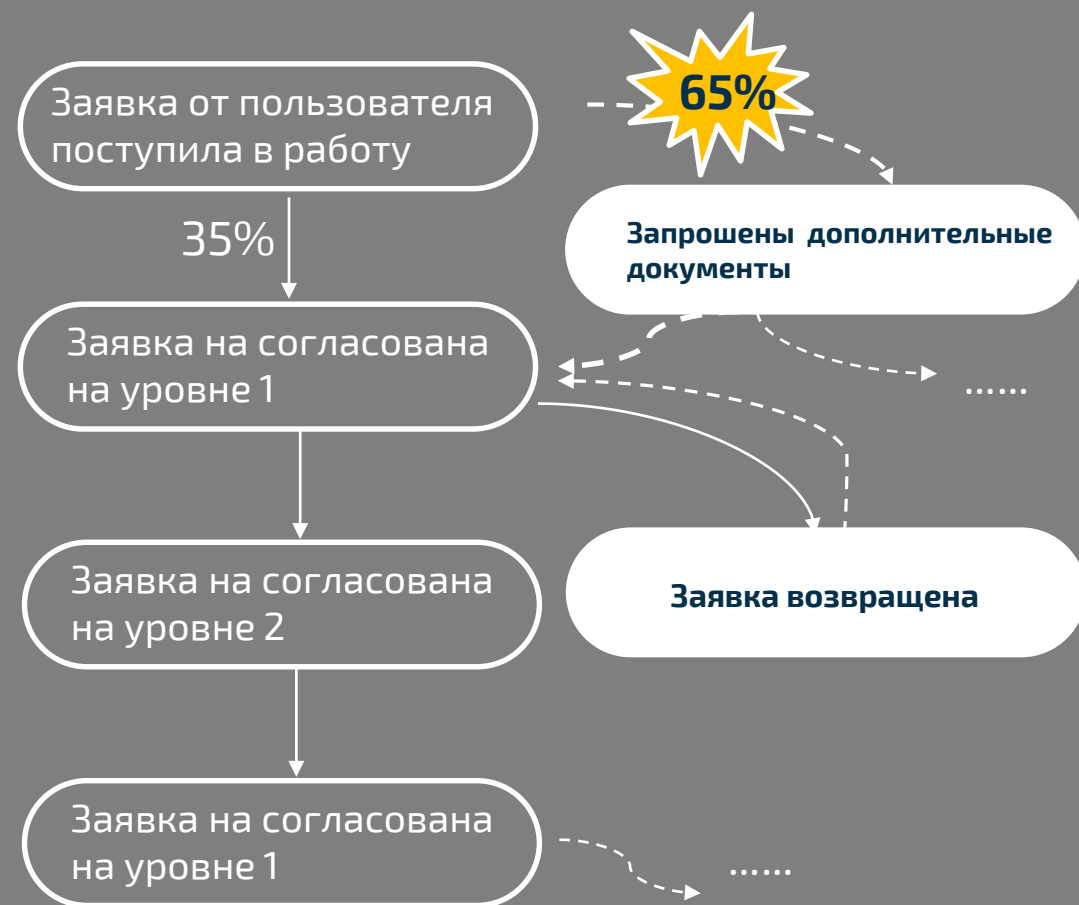 Заявка от пользователя
поступила в работу
65%
35%
Запрошены дополнительные
документы
Заявка на согласована
на уровне 1
......
Заявка на согласована
на уровне 2
Заявка возвращена
Заявка на согласована
на уровне 1
......